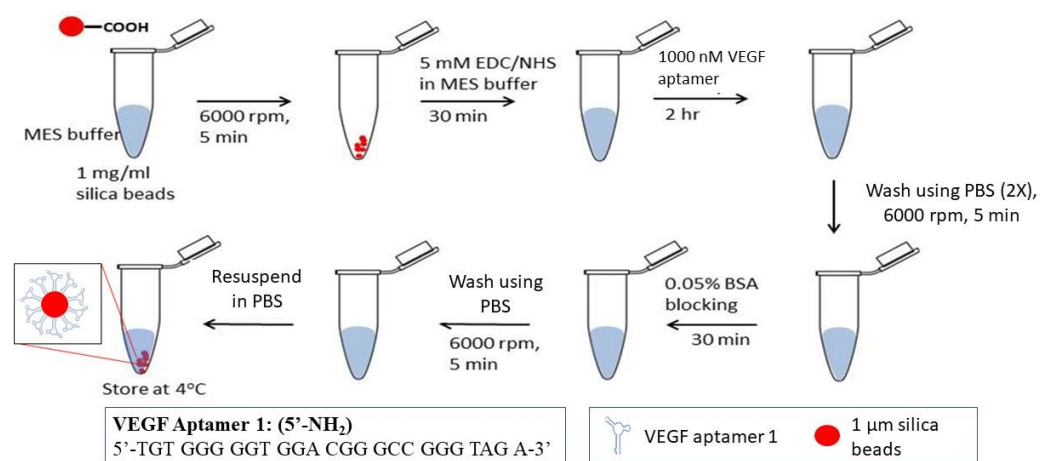 COOH
MES buffer
1 mg/ml
silica beads
6000 rpm,
5 min
5 mM EDC/NHS
in MES buffer
30 min
1000 nM VEGF
aptamer
2 hr
Wash using PBS (2X),
6000 rpm, 5 min
0.05% BSA
blocking
30 min
Wash using
PBS
6000 rpm,
5 min
Resuspend
in PBS
Store at 4°C
VEGF Aptamer 1: (5’-NH₂)
5’-TGT GGG GGT GGA CGG GCC GGG TAG A-3’
VEGF aptamer 1
1 µm silica
beads